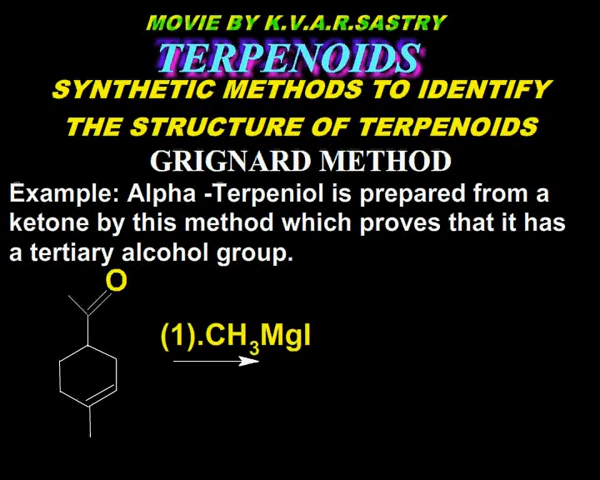 MOVIE BY K.V.A.R.SASTRY
TERPENOIDS
SYNTHETIC METHODS TO IDENTIFY
THE STRUCTURE OF TERPENOIDS
GRIGNARD METHOD
Example: Alpha -Terpeniol is prepared from a
ketone by this method which proves that it has
a tertiary alcohol group.
O
(1).CH3MgI